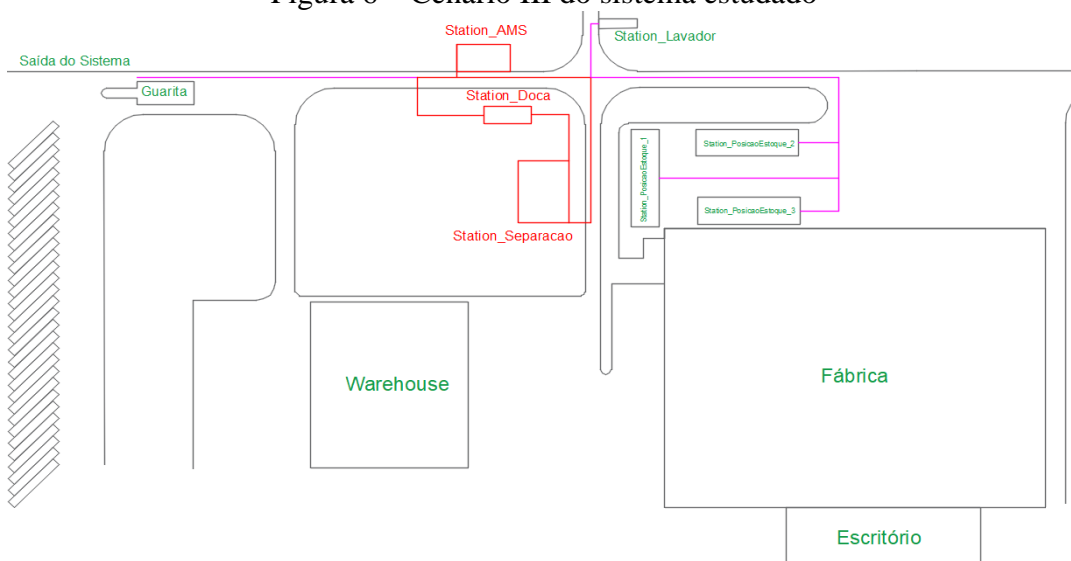 Figura 6 – Cenário III do sistema estudado
Station_AMS
Station_Lavador
Saída do Sistema
Guarita
Station_Doca
Station_PosicaoEstoque_1
Station_PosicaoEstoque_2
Station_PosicaoEstoque_3
Station_Separacao
Warehouse
Fábrica
Escritório